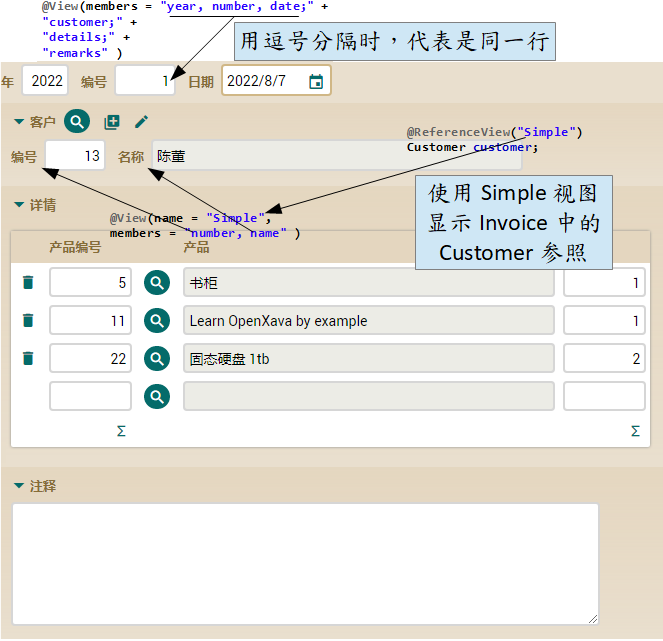 @View(members = "year, number, date;" +
"customer;" +
"details;" +
"remarks" )
用逗号分隔时，代表是同一行
年 2022 编号 1 日期 2022/8/7
客户
@ReferenceView("Simple")
Customer customer;
编号 13 名称 陈董
使用 Simple 视图
显示 Invoice 中的
Customer 参照
详情
@View(name = "Simple",
members = "number, name" )
产品编号 产品
5 书柜 1
11 Learn OpenXava by example 1
22 固态硬盘 1tb 2
Σ Σ
注释